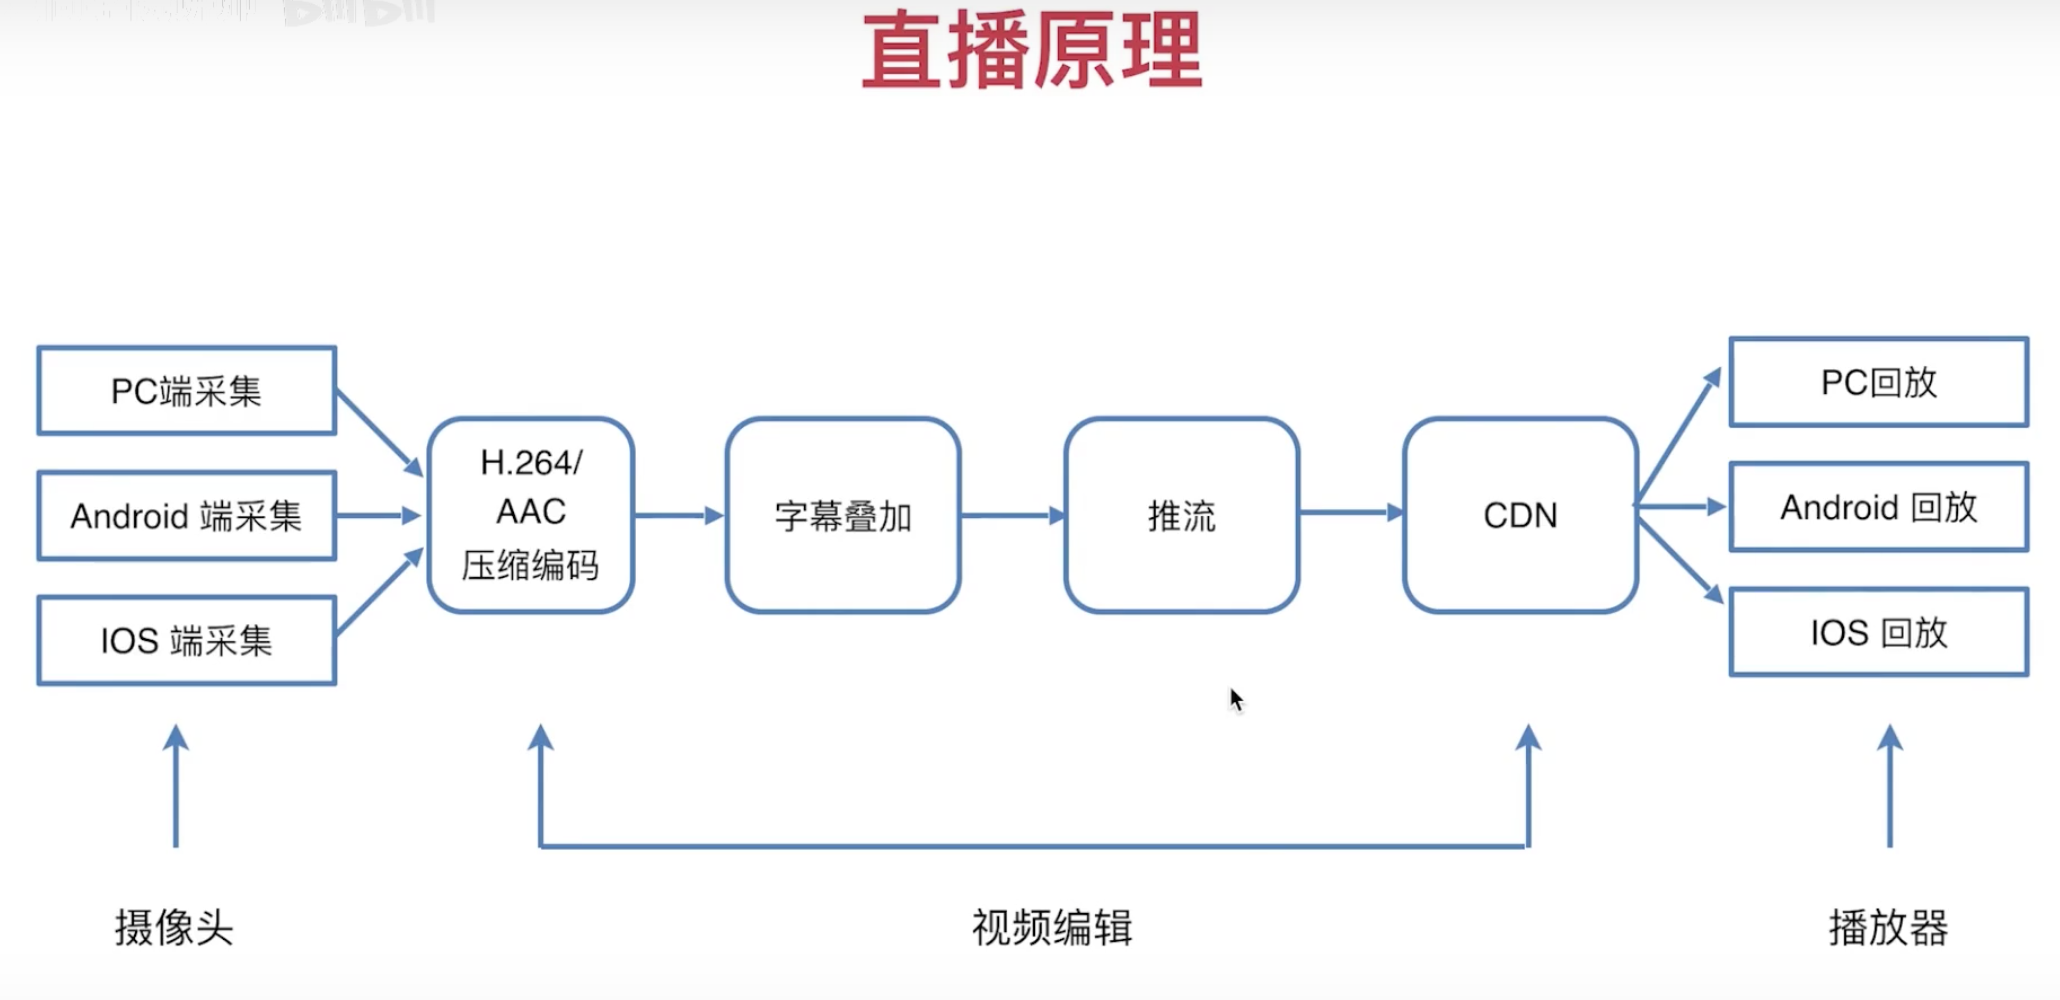 直播原理
PC端采集
Android 端采集
IOS 端采集
H.264/
AAC
压缩编码
字幕叠加
推流
CDN
PC回放
Android 回放
IOS 回放
摄像头
视频编辑
播放器